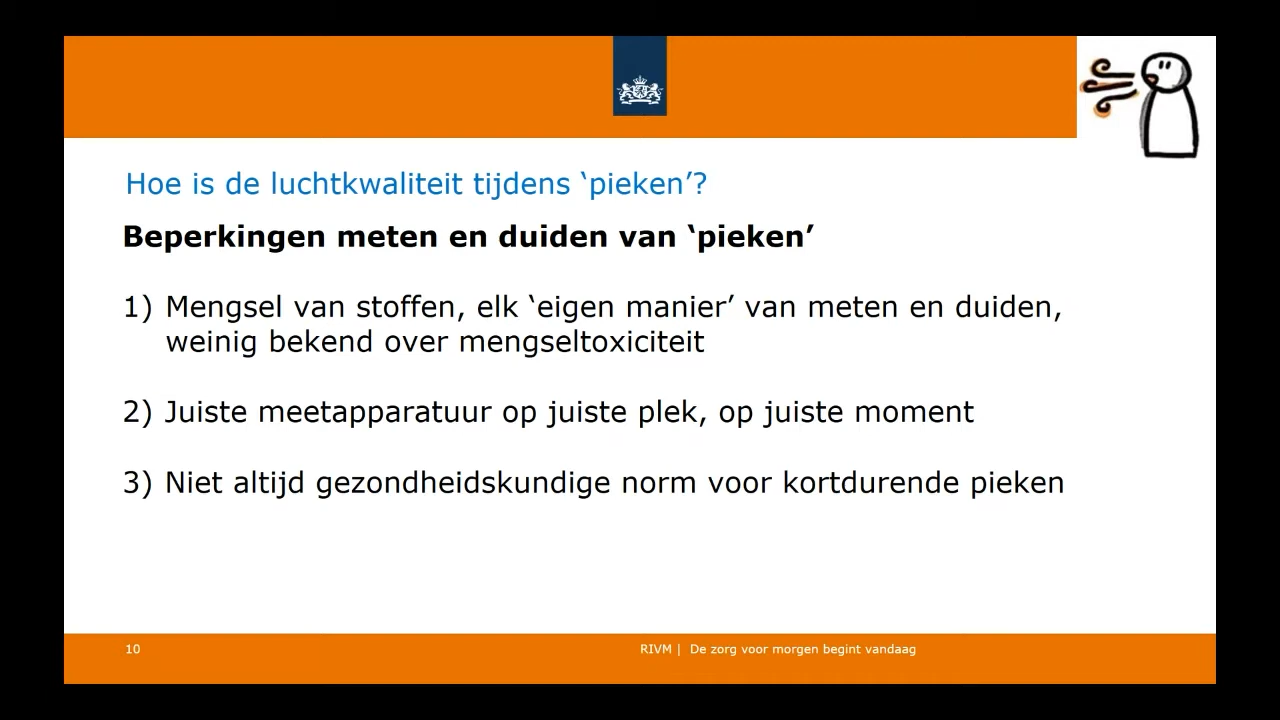 Hoe is de luchtkwaliteit tijdens ‘pieken’?
Beperkingen meten en duiden van ‘pieken’
1) Mengsel van stoffen, elk ‘eigen manier’ van meten en duiden,
weinig bekend over mengseltoxiciteit
2) Juiste meetapparatuur op juiste plek, op juiste moment
3) Niet altijd gezondheidskundige norm voor kortdurende pieken
10
RIVM | De zorg voor morgen begint vandaag